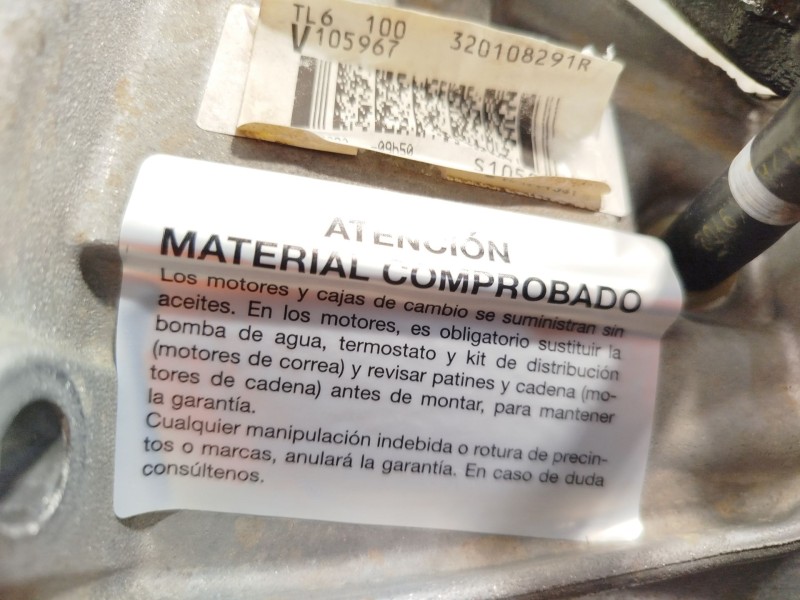 TL6 100
V105967 320108291R
09h50
ATENCIÓN
MATERIAL COMPROBADO
Los motores y cajas de cambio se suministran sin
aceites. En los motores, es obligatorio sustituir la
bomba de agua, termostato y kit de distribución
(motores de correa) y revisar patines y cadena (mo-
tores de cadena) antes de montar, para mantener
la garantía.
Cualquier manipulación indebida o rotura de precin-
tos o marcas, anulará la garantía. En caso de duda
consúltenos.